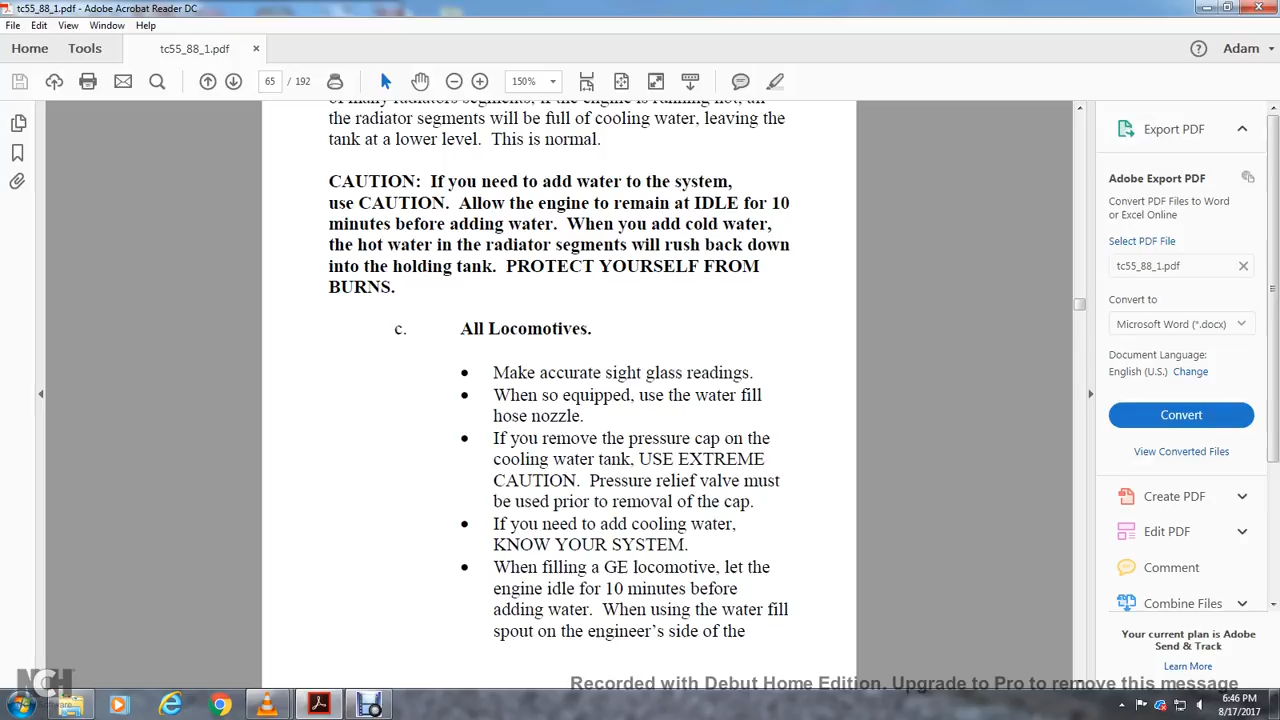 tc55_88_1.pdf - Adobe Acrobat Reader DC
File Edit View Window Help
Home Tools tc55_88_1.pdf × Adam
65 / 192 150%
of many radiators segments, if the engine is running hot, all
the radiator segments will be full of cooling water, leaving the
tank at a lower level. This is normal.
CAUTION: If you need to add water to the system,
use CAUTION. Allow the engine to remain at IDLE for 10
minutes before adding water. When you add cold water,
the hot water in the radiator segments will rush back down
into the holding tank. PROTECT YOURSELF FROM
BURNS.
c. All Locomotives.
• Make accurate sight glass readings.
• When so equipped, use the water fill
hose nozzle.
• If you remove the pressure cap on the
cooling water tank, USE EXTREME
CAUTION. Pressure relief valve must
be used prior to removal of the cap.
• If you need to add cooling water,
KNOW YOUR SYSTEM.
• When filling a GE locomotive, let the
engine idle for 10 minutes before
adding water. When using the water fill
spout on the engineer's side of the
Export PDF
Adobe Export PDF
Convert PDF Files to Word
or Excel Online
Select PDF File
tc55_88_1.pdf
Convert to
Microsoft Word (*.docx)
Document Language:
English (U.S.) Change
Convert
View Converted Files
Create PDF
Edit PDF
Comment
Combine Files
Your current plan is Adobe
Send & Track
Learn More
NCH
Software
Recorded with Debut Home Edition. Upgrade to Pro to remove this message
6:46 PM
8/17/2017